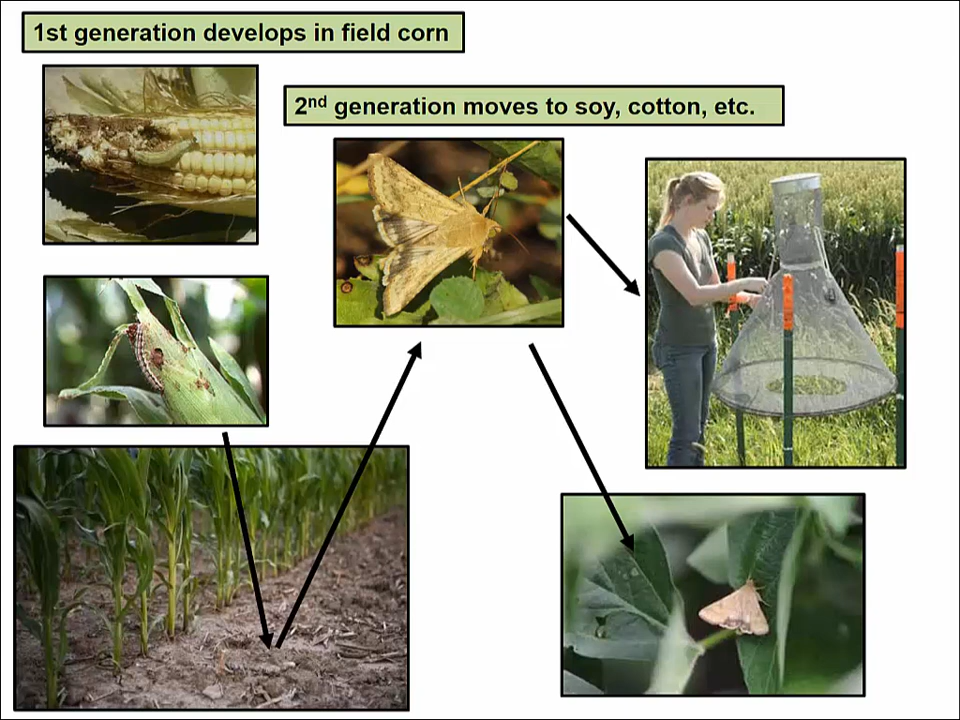 1st generation develops in field corn
2nd generation moves to soy, cotton, etc.